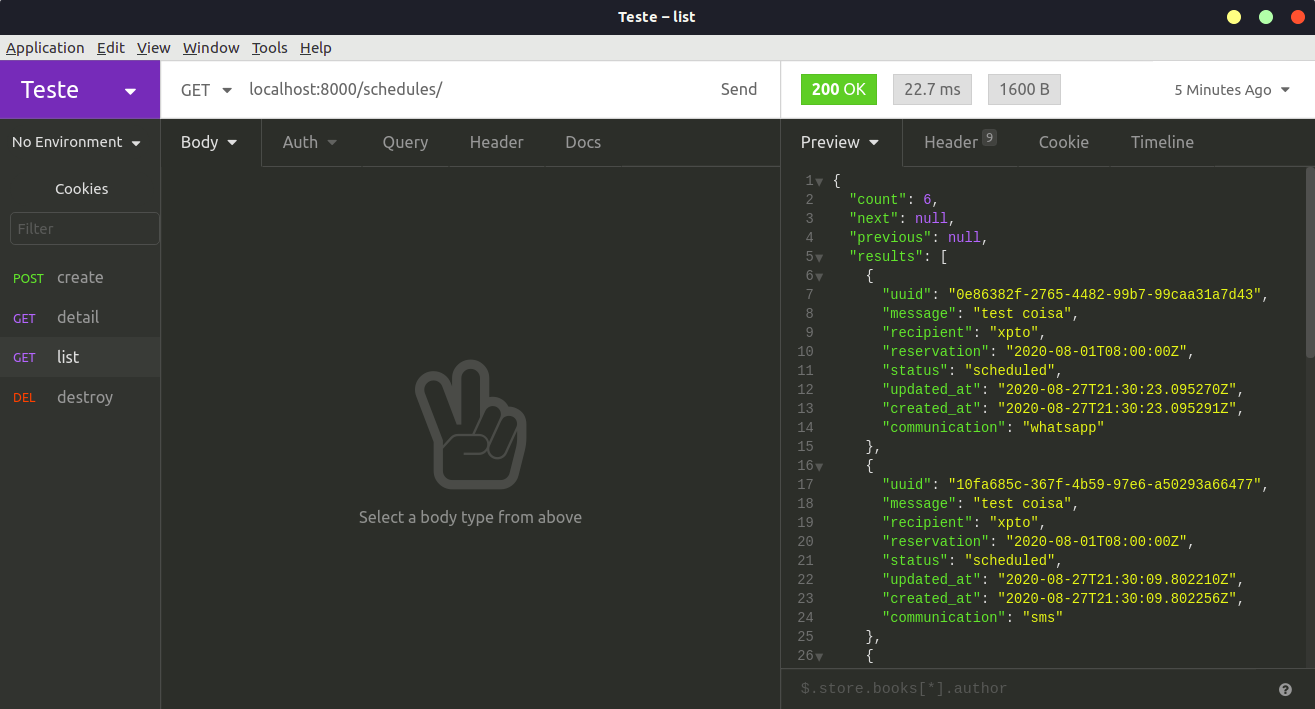 Teste – list
Application Edit View Window Tools Help
Teste
GET localhost:8000/schedules/ Send
200 OK 22.7 ms 1600 B 5 Minutes Ago
No Environment
Cookies
Filter
POST create
GET detail
GET list
DEL destroy
Body Auth Query Header Docs
Select a body type from above
Preview Header 9 Cookie Timeline
1 {
2 "count": 6,
3 "next": null,
4 "previous": null,
5 "results": [
6 {
7 "uuid": "0e86382f-2765-4482-99b7-99caa31a7d43",
8 "message": "test coisa",
9 "recipient": "xpto",
10 "reservation": "2020-08-01T08:00:00Z",
11 "status": "scheduled",
12 "updated_at": "2020-08-27T21:30:23.095270Z",
13 "created_at": "2020-08-27T21:30:23.095291Z",
14 "communication": "whatsapp"
15 },
16 {
17 "uuid": "10fa685c-367f-4b59-97e6-a50293a66477",
18 "message": "test coisa",
19 "recipient": "xpto",
20 "reservation": "2020-08-01T08:00:00Z",
21 "status": "scheduled",
22 "updated_at": "2020-08-27T21:30:09.802210Z",
23 "created_at": "2020-08-27T21:30:09.802256Z",
24 "communication": "sms"
25 },
26 {
$.store.books[*].author ?